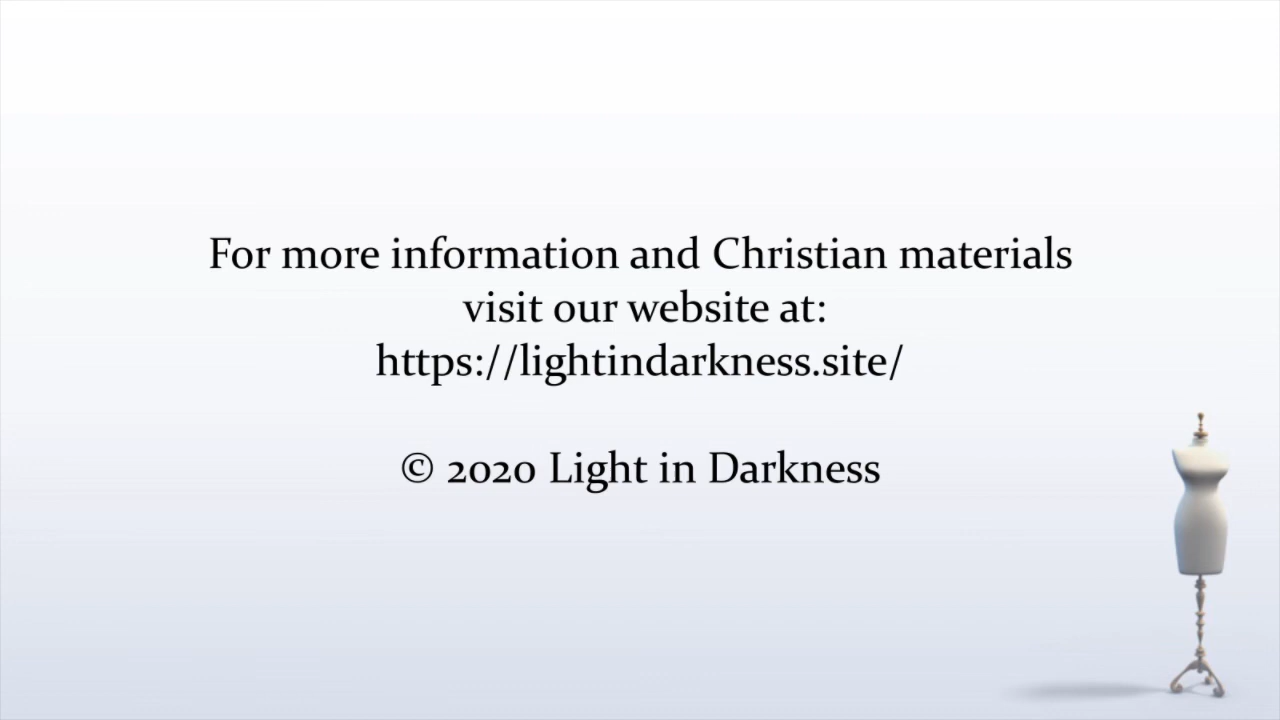 For more information and Christian materials
visit our website at:
https://lightindarkness.site/
© 2020 Light in Darkness